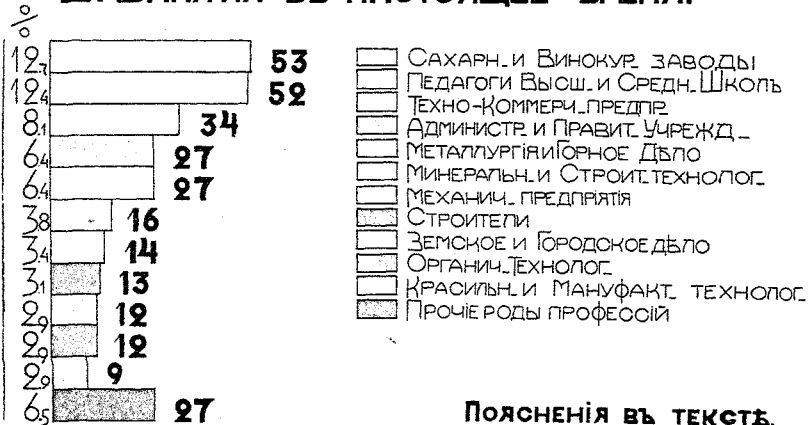 %
12,7 53
12,4 52
8,1 34
6,4 27
6,4 27
3,8 16
3,4 14
3,1 13
2,9 12
2,9 12
2,9 9
6,5 27
САХАРН. И ВИНОКУР. ЗАВОДЫ
ПЕДАГОГИ ВЫСШ. И СРЕДН. ШКОЛЪ
ТЕХНО-КОММЕРЧ. ПРЕДПР.
АДМИНИСТР. И ПРАВИТ. УЧРЕЖД.
МЕТАЛЛУРГІЯ И ГОРНОЕ ДѢЛО
МИНЕРАЛЬН. И СТРОИТ. ТЕХНОЛОГ.
МЕХАНИЧ. ПРЕДПРІЯТІЯ
СТРОИТЕЛИ
ЗЕМСКОЕ И ГОРОДСКОЕ ДѢЛО
ОРГАНИЧ. ТЕХНОЛОГ.
КРАСИЛЬН. И МАНУФАКТ. ТЕХНОЛОГ.
ПРОЧІЕ РОДЫ ПРОФЕССІЙ
ПОЯСНЕНІЯ ВЪ ТЕКСТѢ.